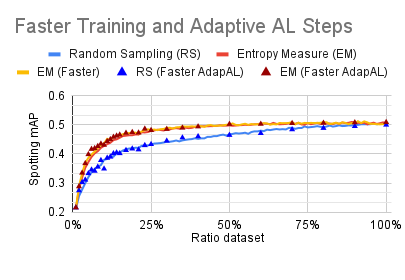 Faster Training and Adaptive AL Steps
Random Sampling (RS) Entropy Measure (EM)
EM (Faster) RS (Faster AdapAL) EM (Faster AdapAL)
Spotting mAP
0.6
0.5
0.4
0.3
0.2
0% 25% 50% 75% 100%
Ratio dataset